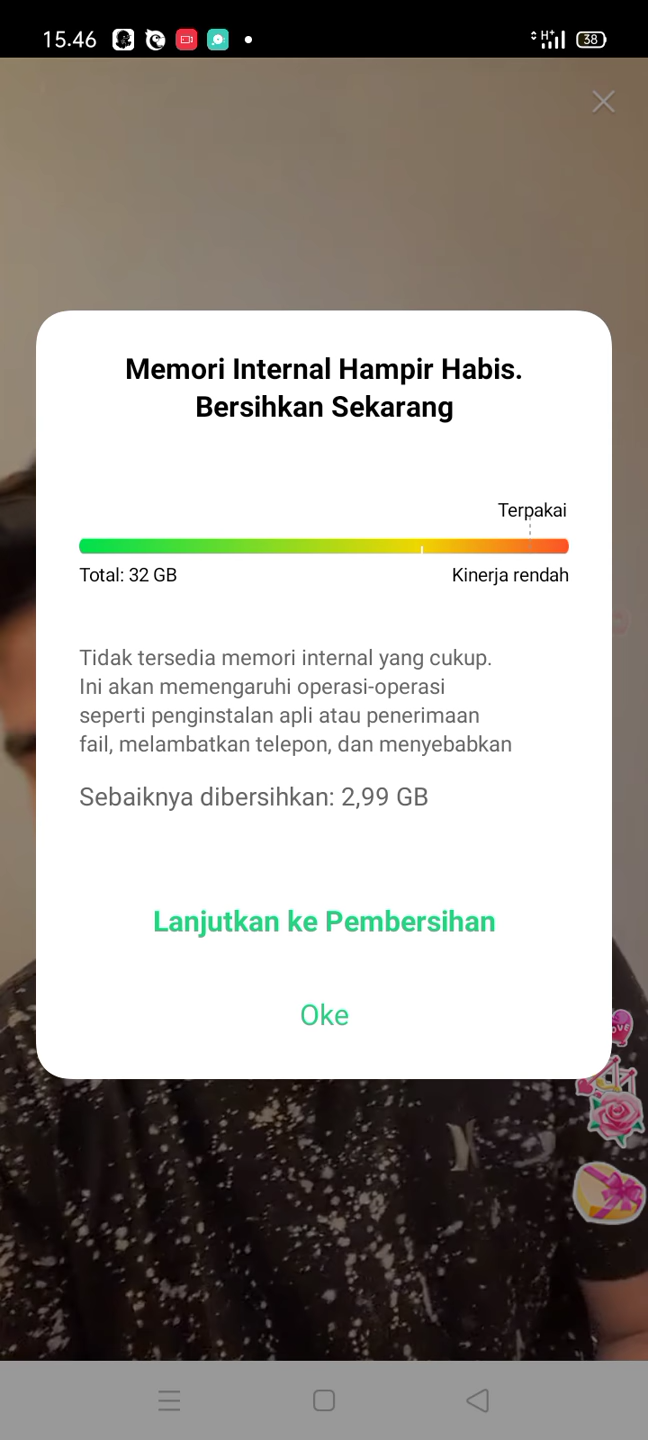 15.46
H+
38
Memori Internal Hampir Habis.
Bersihkan Sekarang
Terpakai
Total: 32 GB
Kinerja rendah
Tidak tersedia memori internal yang cukup.
Ini akan memengaruhi operasi-operasi
seperti penginstalan apli atau penerimaan
fail, melambatkan telepon, dan menyebabkan
Sebaiknya dibersihkan: 2,99 GB
Lanjutkan ke Pembersihan
Oke
OVE